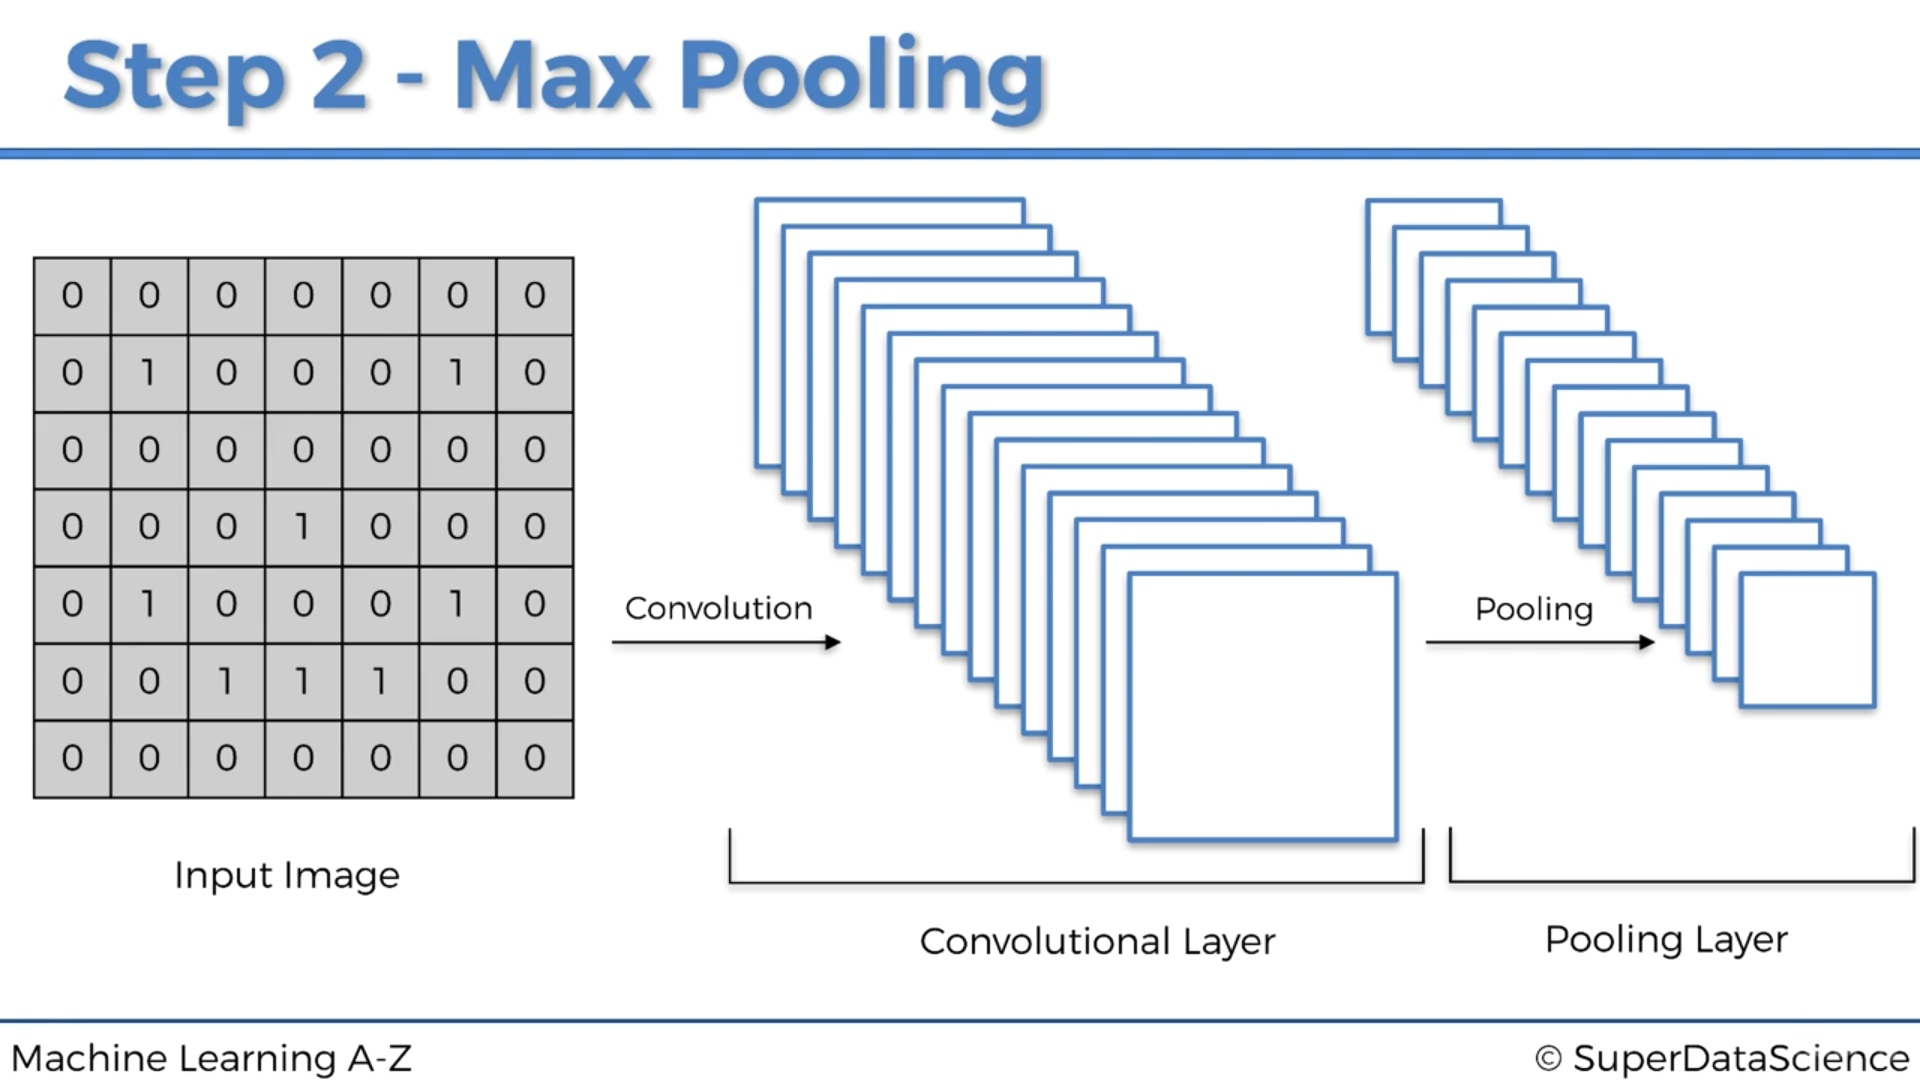 Step 2 - Max Pooling
0 0 0 0 0 0 0
0 1 0 0 0 1 0
0 0 0 0 0 0 0
0 0 0 1 0 0 0
0 1 0 0 0 1 0
0 0 1 1 1 0 0
0 0 0 0 0 0 0
Input Image
Convolution
Convolutional Layer
Pooling
Pooling Layer
Machine Learning A-Z
© SuperDataScience